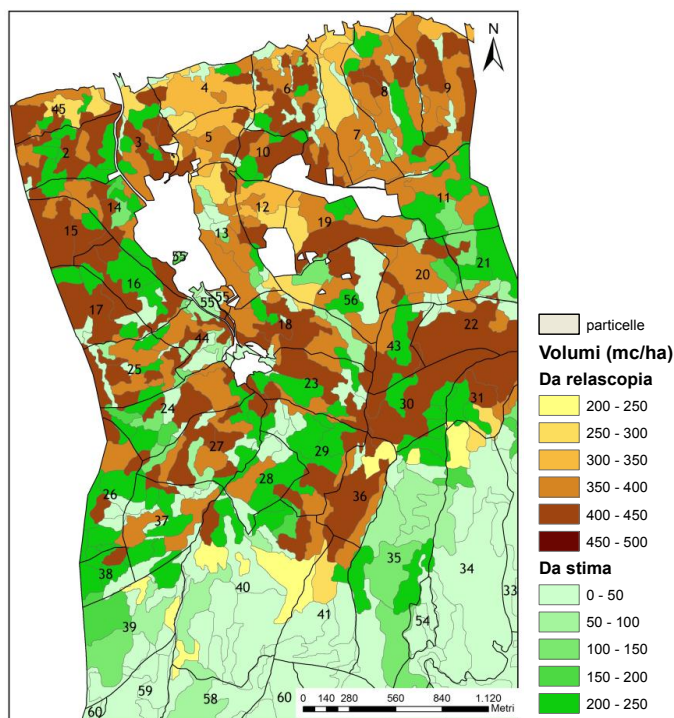 N
4
6
8
9
45
3
5
7
2
10
11
14
12
19
15
13
21
55
20
16
55
56
17
55
22
18
44
43
25
23
31
24
30
27
29
28
36
26
37
35
38
34
40
33
41
39
54
59
58
60
60
0 140 280 560 840 1.120
Metri
particelle
Volumi (mc/ha)
Da relascopia
200 - 250
250 - 300
300 - 350
350 - 400
400 - 450
450 - 500
Da stima
0 - 50
50 - 100
100 - 150
150 - 200
200 - 250